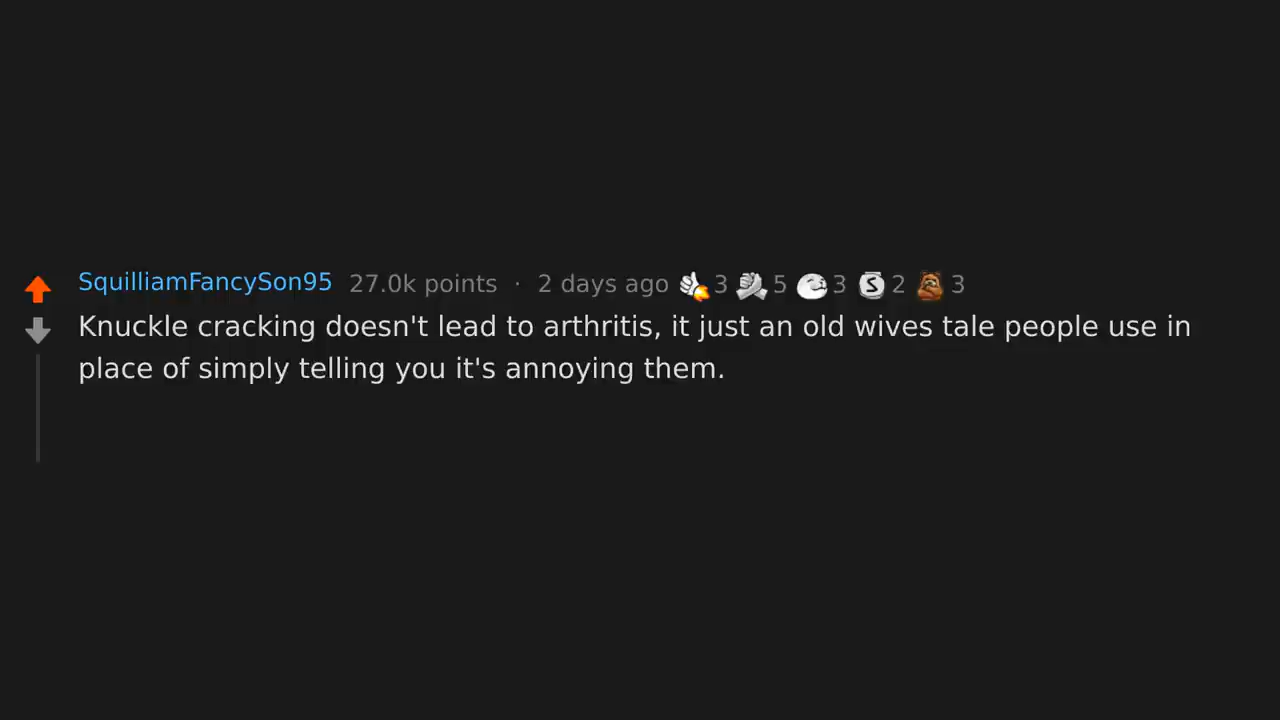 SquilliamFancySon95 27.0k points · 2 days ago 3 5 3 S 2 3
Knuckle cracking doesn't lead to arthritis, it just an old wives tale people use in
place of simply telling you it's annoying them.